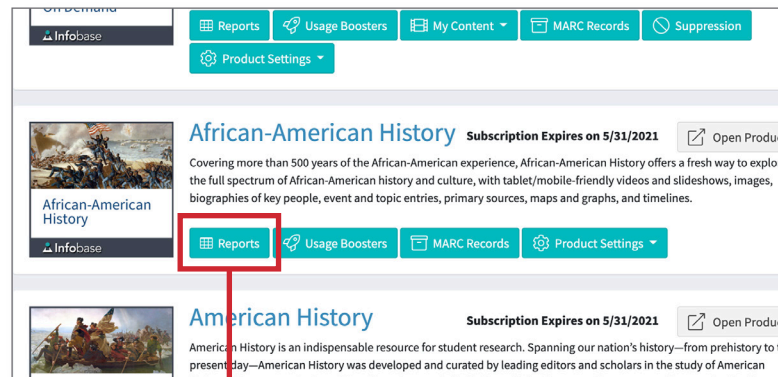 On Demand
Infobase
Reports
Usage Boosters
My Content
MARC Records
Suppression
Product Settings
African-American History
Subscription Expires on 5/31/2021
Open Produ
Covering more than 500 years of the African-American experience, African-American History offers a fresh way to explo
the full spectrum of African-American history and culture, with tablet/mobile-friendly videos and slideshows, images,
biographies of key people, event and topic entries, primary sources, maps and graphs, and timelines.
African-American
History
Infobase
Reports
Usage Boosters
MARC Records
Product Settings
American History
Subscription Expires on 5/31/2021
Open Produ
American History is an indispensable resource for student research. Spanning our nation's history—from prehistory to
present day—American History was developed and curated by leading editors and scholars in the study of American